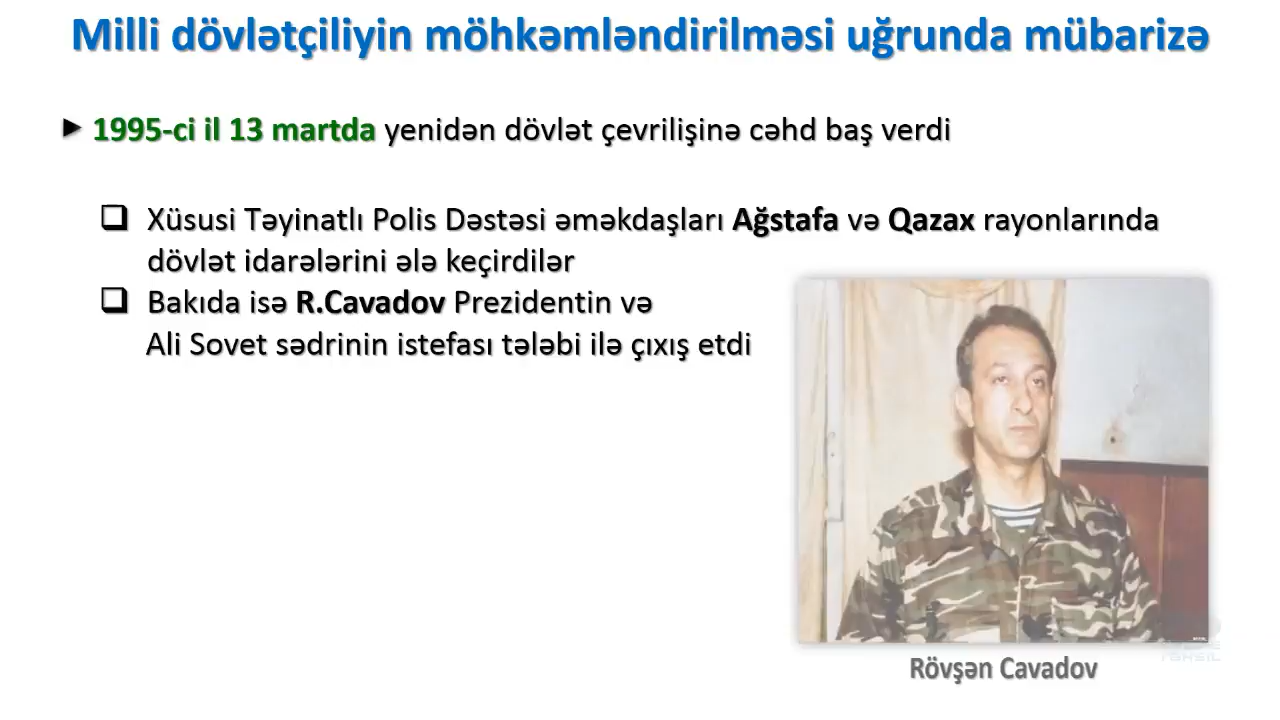 Milli dövlətçiliyin möhkəmləndirilməsi uğrunda mübarizə
1995-ci il 13 martda yenidən dövlət çevrilişinə cəhd baş verdi
Xüsusi Təyinatlı Polis Dəstəsi əməkdaşları Ağstafa və Qazax rayonlarında
dövlət idarələrini ələ keçirdilər
Bakıda isə R.Cavadov Prezidentin və
Ali Sovet sədrinin istefası tələbi ilə çıxış etdi
Rövşən Cavadov